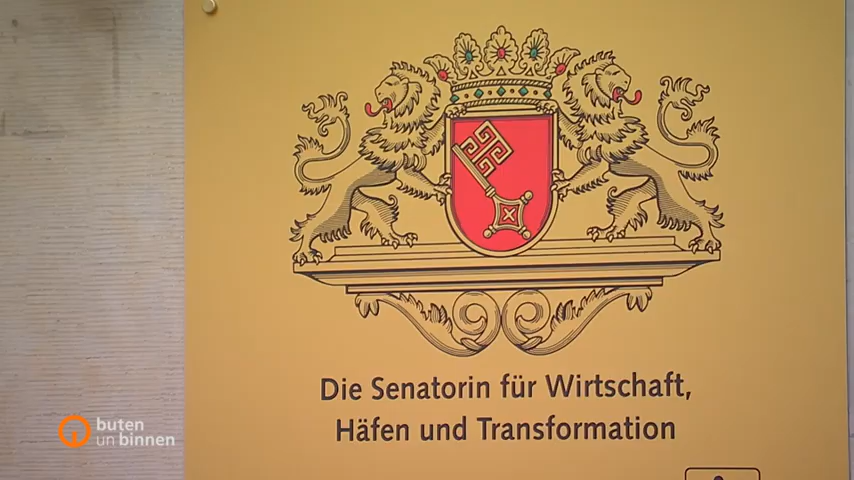 Die Senatorin für Wirtschaft,
Häfen und Transformation
buten
un binnen